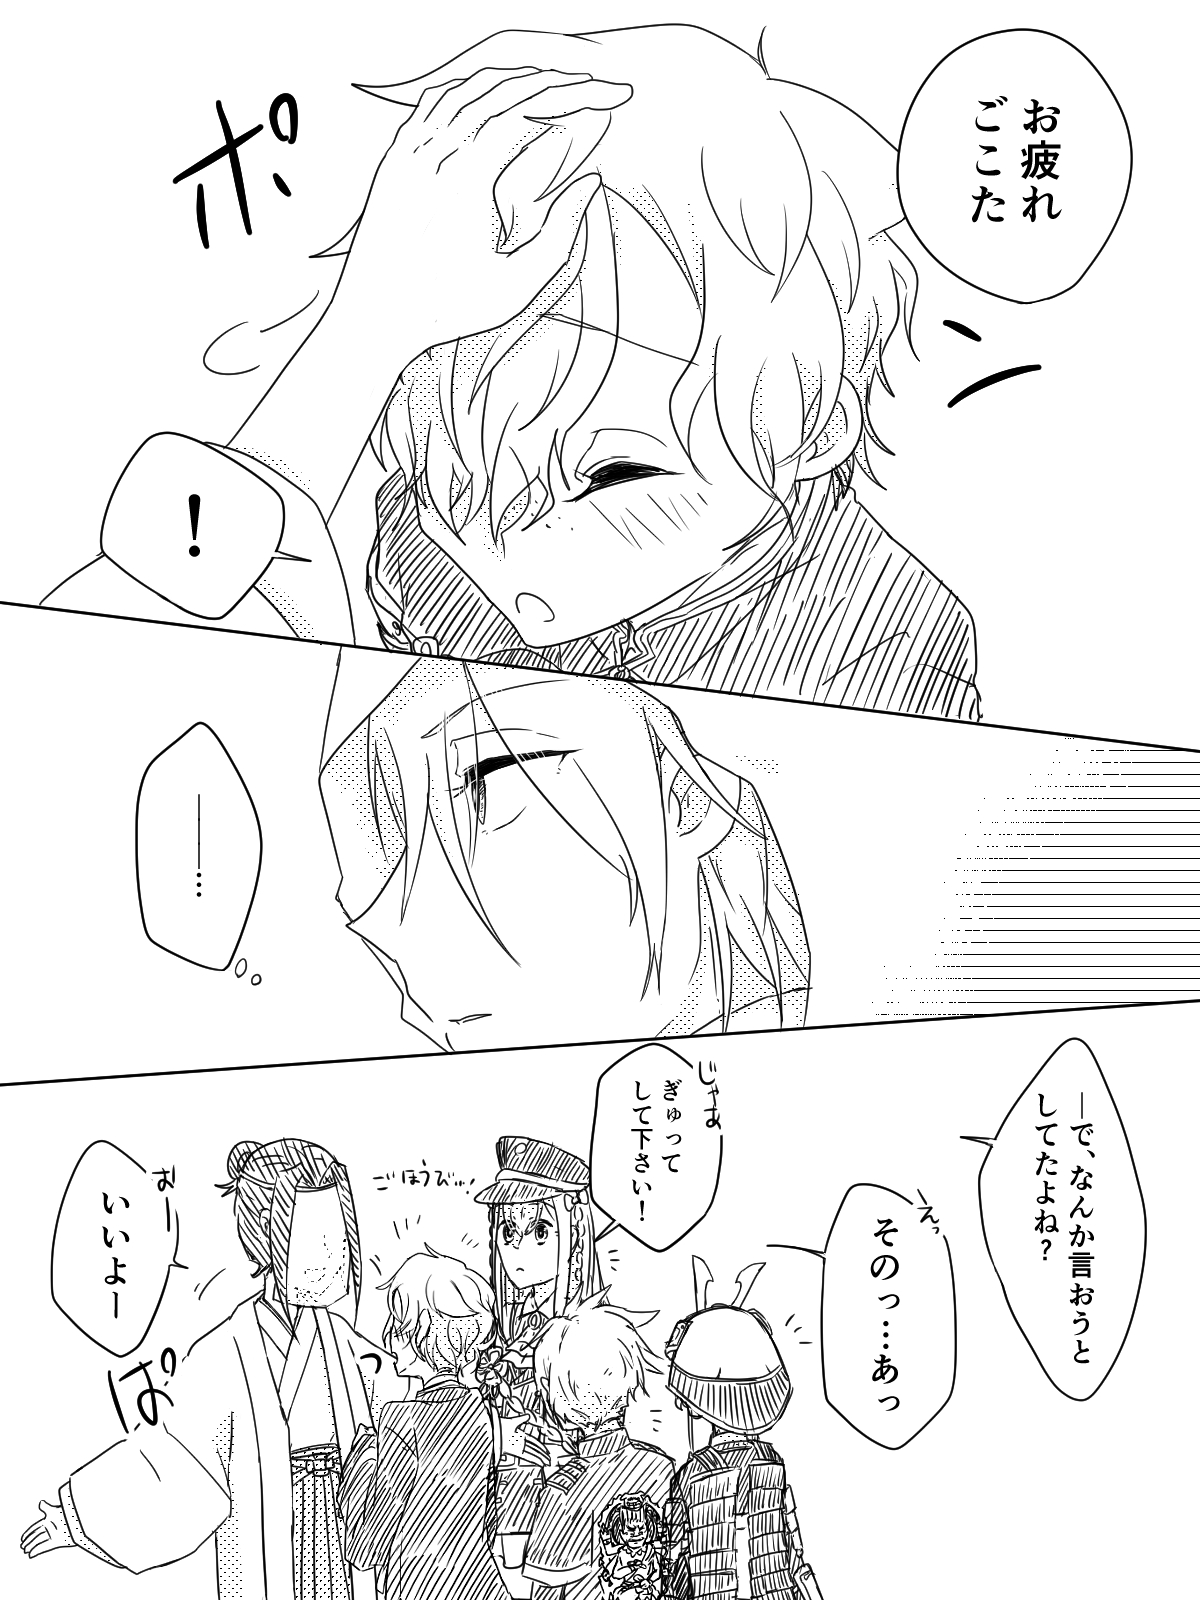 お疲れ
ごこた
ポン
！
――……
―で、なんか言おうと
してたよね？
えっ
そのっ…あっ
じゃあ
ぎゅって
して下さい！
ごほうび…！
おー
いいよー
ぱ